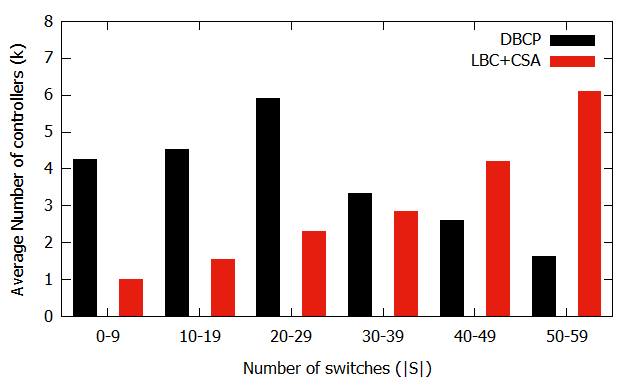 8
7
6
5
4
3
2
1
0
Average Number of controllers (k)
DBCP
LBC+CSA
0-9 10-19 20-29 30-39 40-49 50-59
Number of switches (|S|)